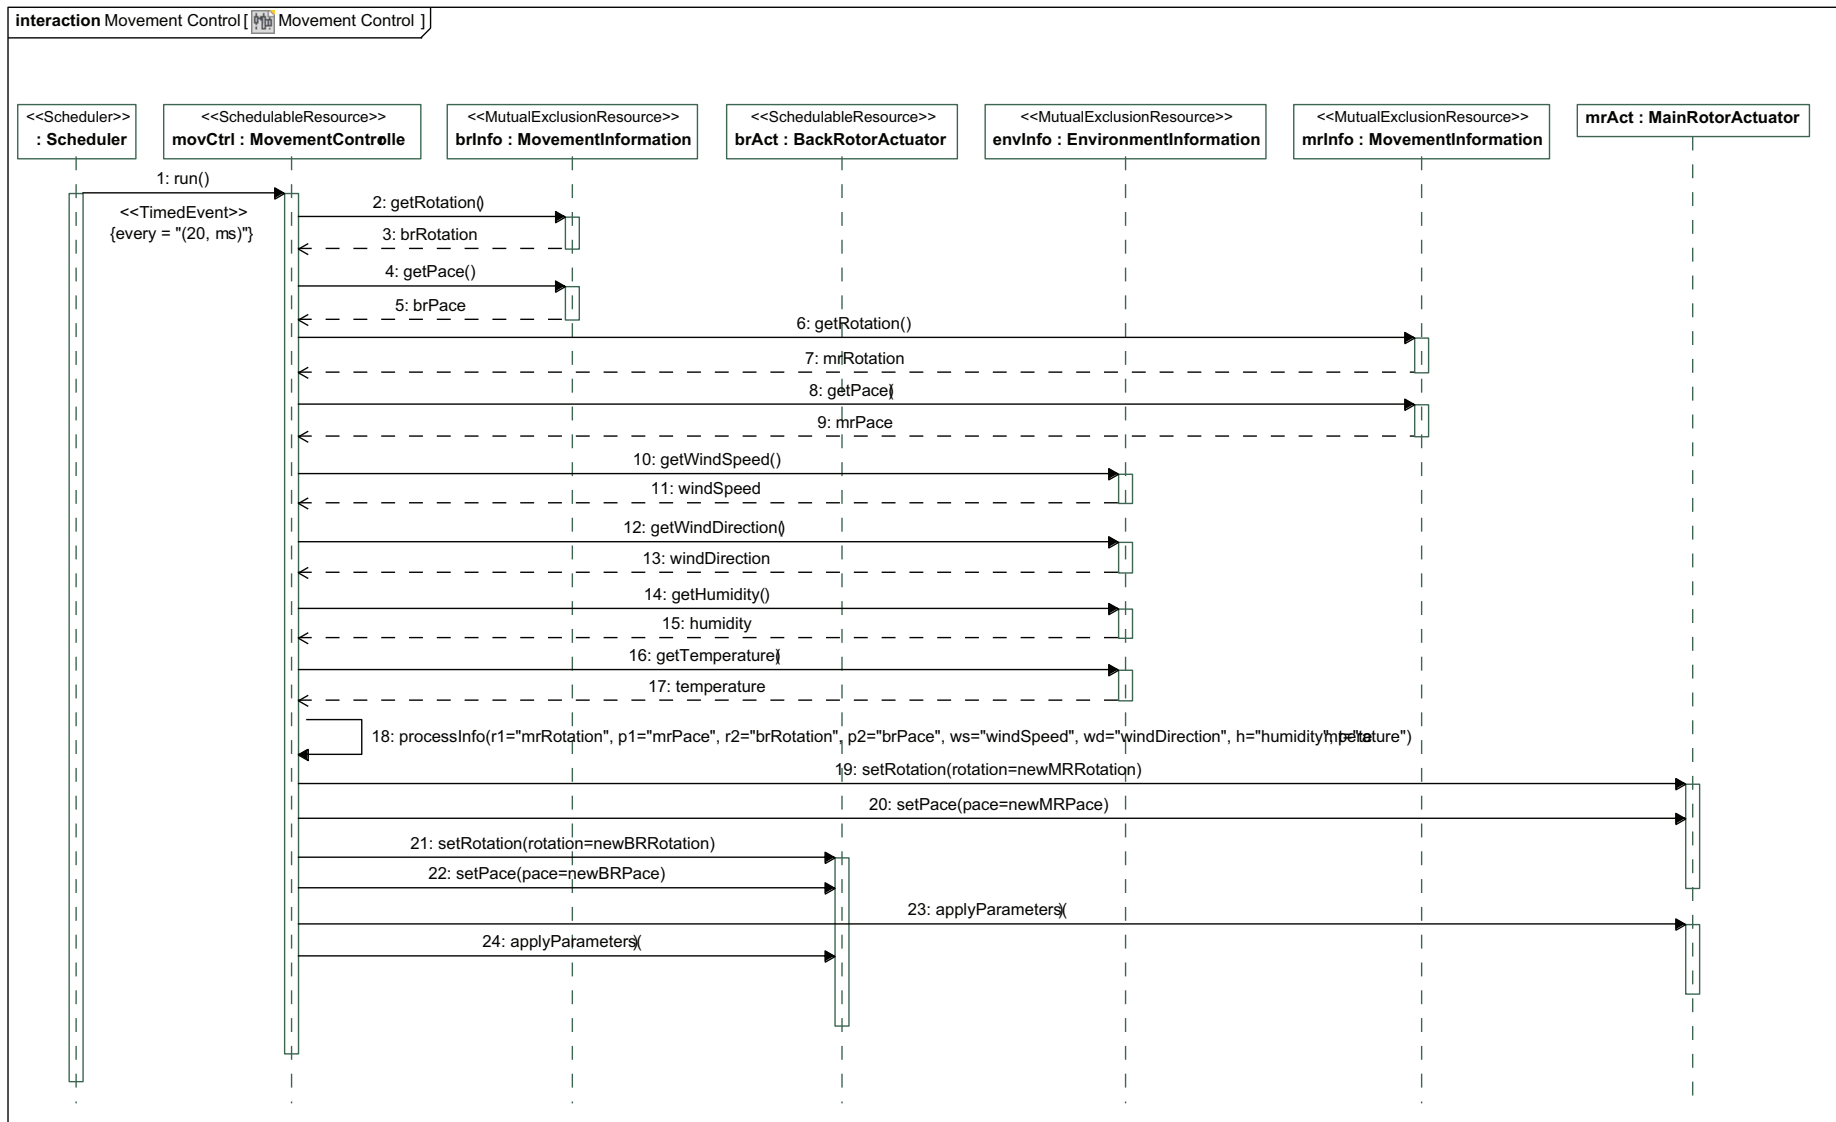 interaction Movement Control [ Movement Control ]
<<Scheduler>>
: Scheduler
<<SchedulableResource>>
movCtrl : MovementControlle
<<MutualExclusionResource>>
brInfo : MovementInformation
<<SchedulableResource>>
brAct : BackRotorActuator
<<MutualExclusionResource>>
envInfo : EnvironmentInformation
<<MutualExclusionResource>>
mrInfo : MovementInformation
mrAct : MainRotorActuator
1: run()
<<TimedEvent>>
{every = "(20, ms)"}
2: getRotation()
3: brRotation
4: getPace()
5: brPace
6: getRotation()
7: mrRotation
8: getPace()
9: mrPace
10: getWindSpeed()
11: windSpeed
12: getWindDirection()
13: windDirection
14: getHumidity()
15: humidity
16: getTemperature()
17: temperature
18: processInfo(r1="mrRotation", p1="mrPace", r2="brRotation", p2="brPace", ws="windSpeed", wd="windDirection", h="humidity", t="temperature")
19: setRotation(rotation=newMRRotation)
20: setPace(pace=newMRPace)
21: setRotation(rotation=newBRRotation)
22: setPace(pace=newBRPace)
23: applyParameters()
24: applyParameters()